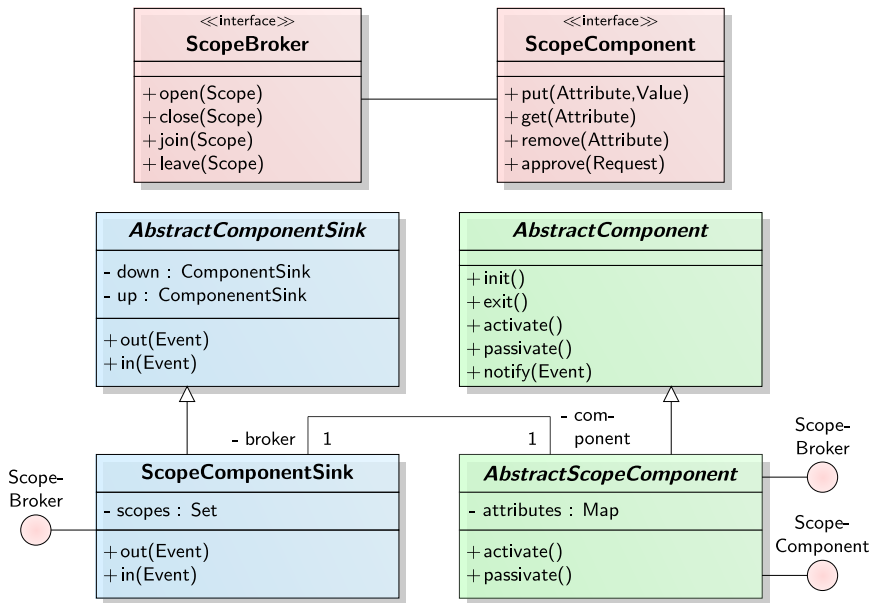 ≪interface≫
ScopeBroker
+ open(Scope)
+ close(Scope)
+ join(Scope)
+ leave(Scope)
≪interface≫
ScopeComponent
+ put(Attribute,Value)
+ get(Attribute)
+ remove(Attribute)
+ approve(Request)
AbstractComponentSink
- down : ComponentSink
- up : ComponenentSink
+ out(Event)
+ in(Event)
AbstractComponent
+ init()
+ exit()
+ activate()
+ passivate()
+ notify(Event)
- broker
1
1
- com-
ponent
Scope-
Broker
ScopeComponentSink
- scopes : Set
+ out(Event)
+ in(Event)
AbstractScopeComponent
- attributes : Map
+ activate()
+ passivate()
Scope-
Broker
Scope-
Component